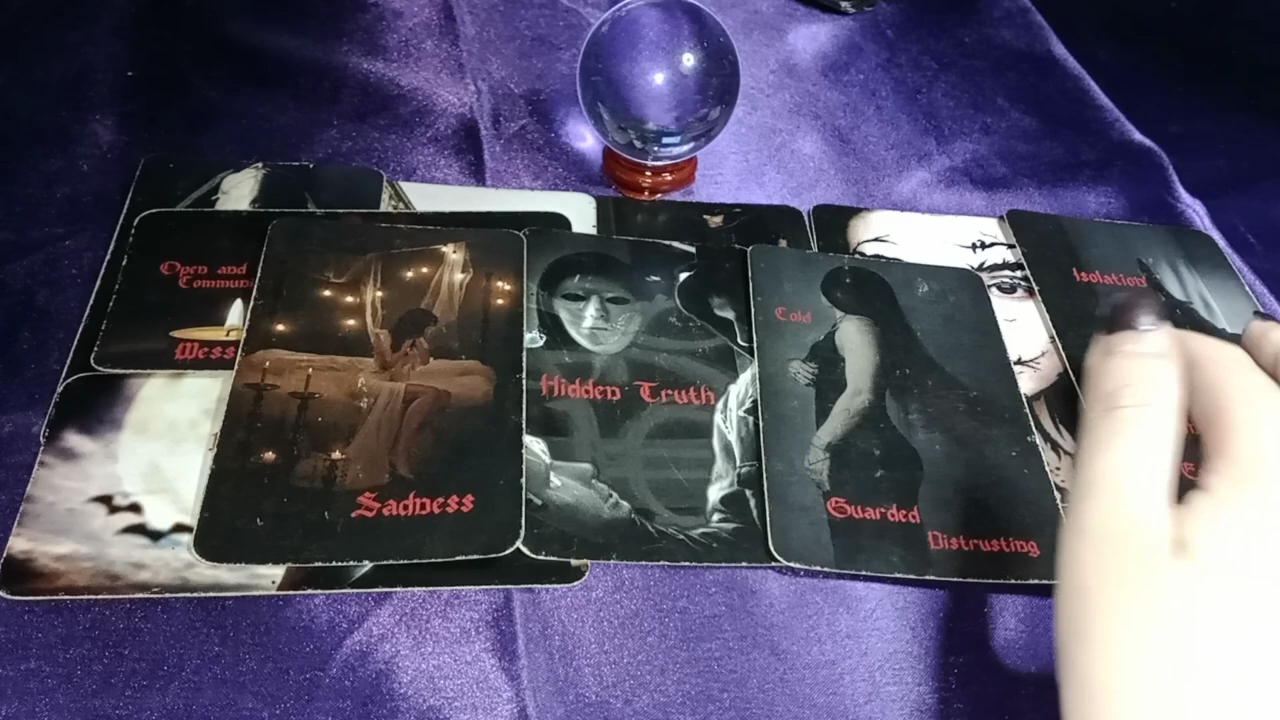 Open and
Commun
Mess
Sadness
Hidden Truth
Cold
Guarded
Distrusting
Isolation